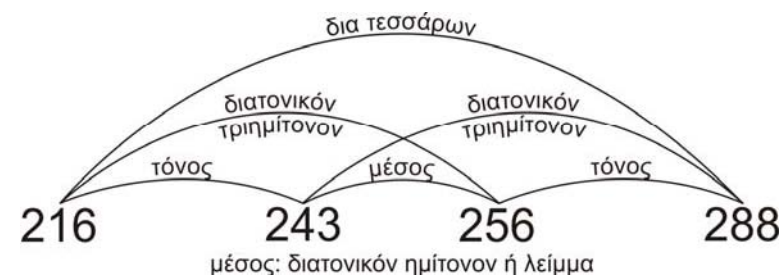 δια τεσσάρων
διατονικόν διατονικόν
τριημίτονον τριημίτονον
τόνος μέσος τόνος
216 243 256 288
μέσος: διατονικόν ημίτονον ή λείμμα